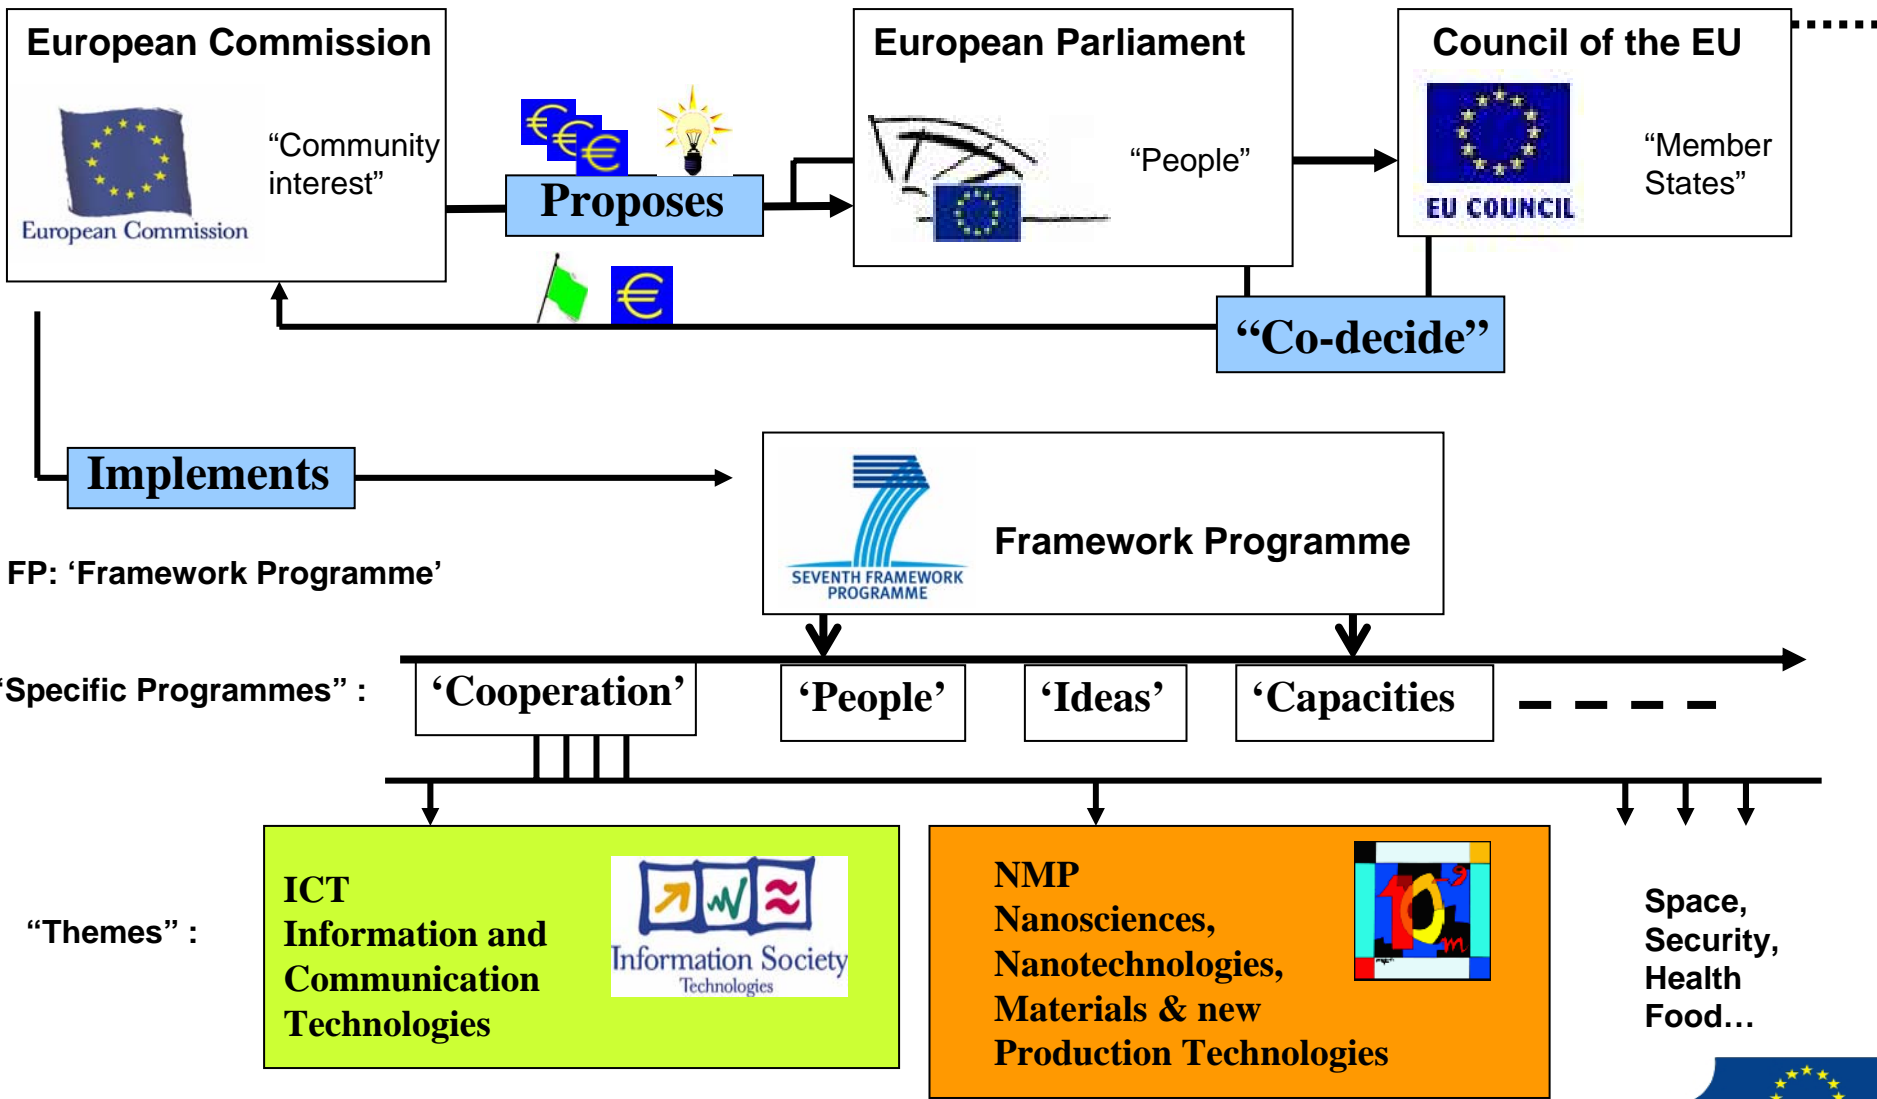 European Commission
European Parliament
Council of the EU
“Community
interest”
European Commission
Proposes
“People”
“Member
States”
EU COUNCIL
“Co-decide”
Implements
SEVENTH FRAMEWORK
PROGRAMME
Framework Programme
FP: ‘Framework Programme’
“Specific Programmes” :
‘Cooperation’
‘People’
‘Ideas’
‘Capacities
“Themes” :
ICT
Information and
Communication
Technologies
Information Society
Technologies
NMP
Nanosciences,
Nanotechnologies,
Materials & new
Production Technologies
10-9
m
Space,
Security,
Health
Food…